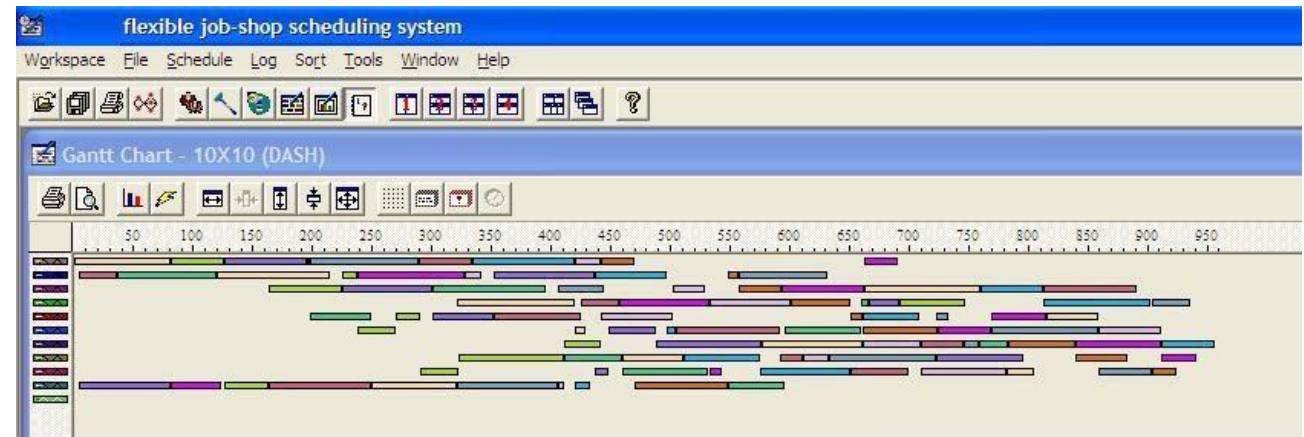 flexible job-shop scheduling system
Workspace File Schedule Log Sort Tools Window Help
Gantt Chart - 10X10 (DASH)
50 100 150 200 250 300 350 400 450 500 550 600 650 700 750 800 850 900 950